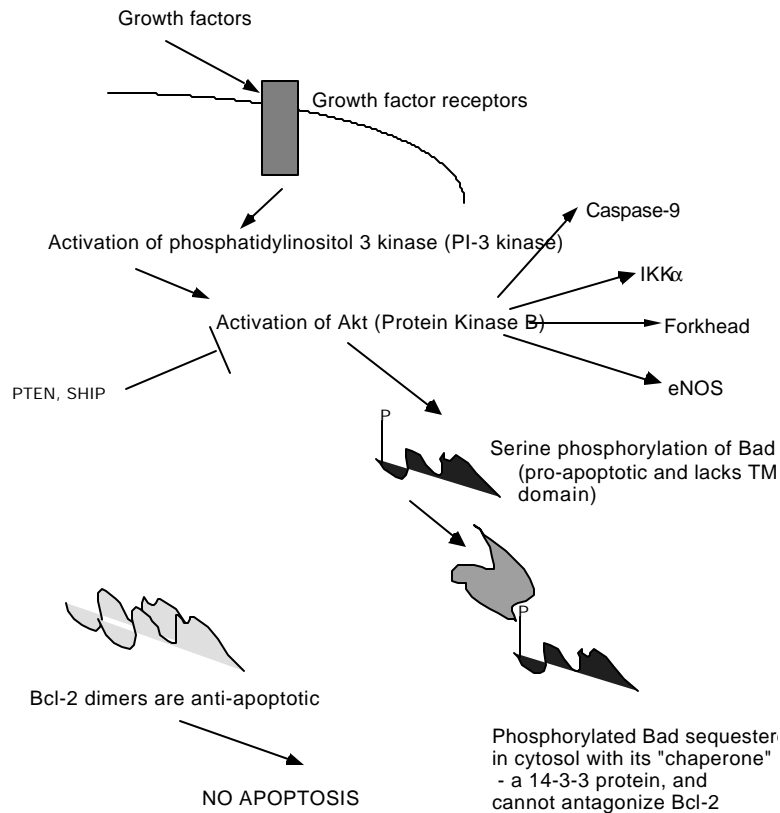 Growth factors
Growth factor receptors
Caspase-9
Activation of phosphatidylinositol 3 kinase (PI-3 kinase)
IKKα
Activation of Akt (Protein Kinase B)
Forkhead
PTEN, SHIP
eNOS
P
Serine phosphorylation of Bad
(pro-apoptotic and lacks TM
domain)
P
Bcl-2 dimers are anti-apoptotic
Phosphorylated Bad sequestere
in cytosol with its "chaperone"
- a 14-3-3 protein, and
cannot antagonize Bcl-2
NO APOPTOSIS